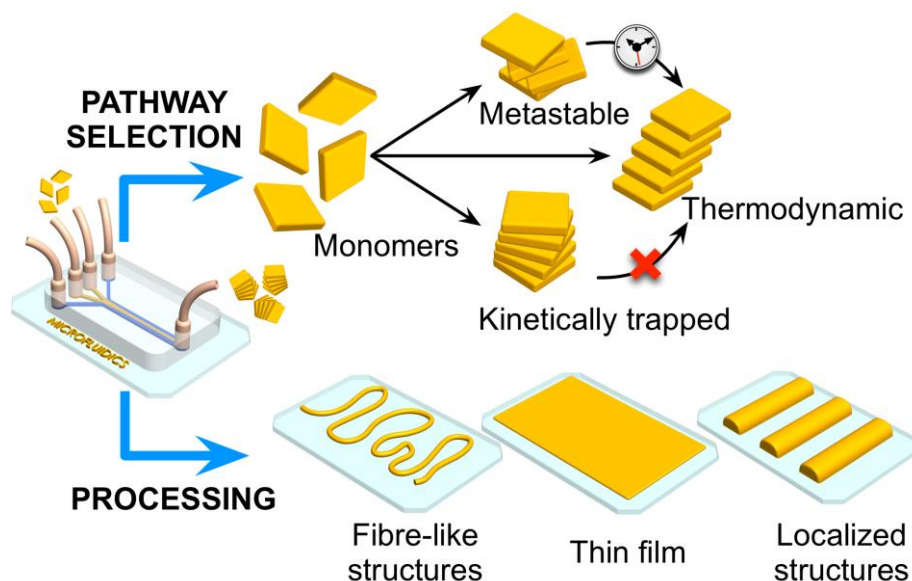 PATHWAY
SELECTION
Metastable
Monomers
Thermodynamic
Kinetically trapped
MICROFLUIDICS
PROCESSING
Fibre-like
structures
Thin film
Localized
structures